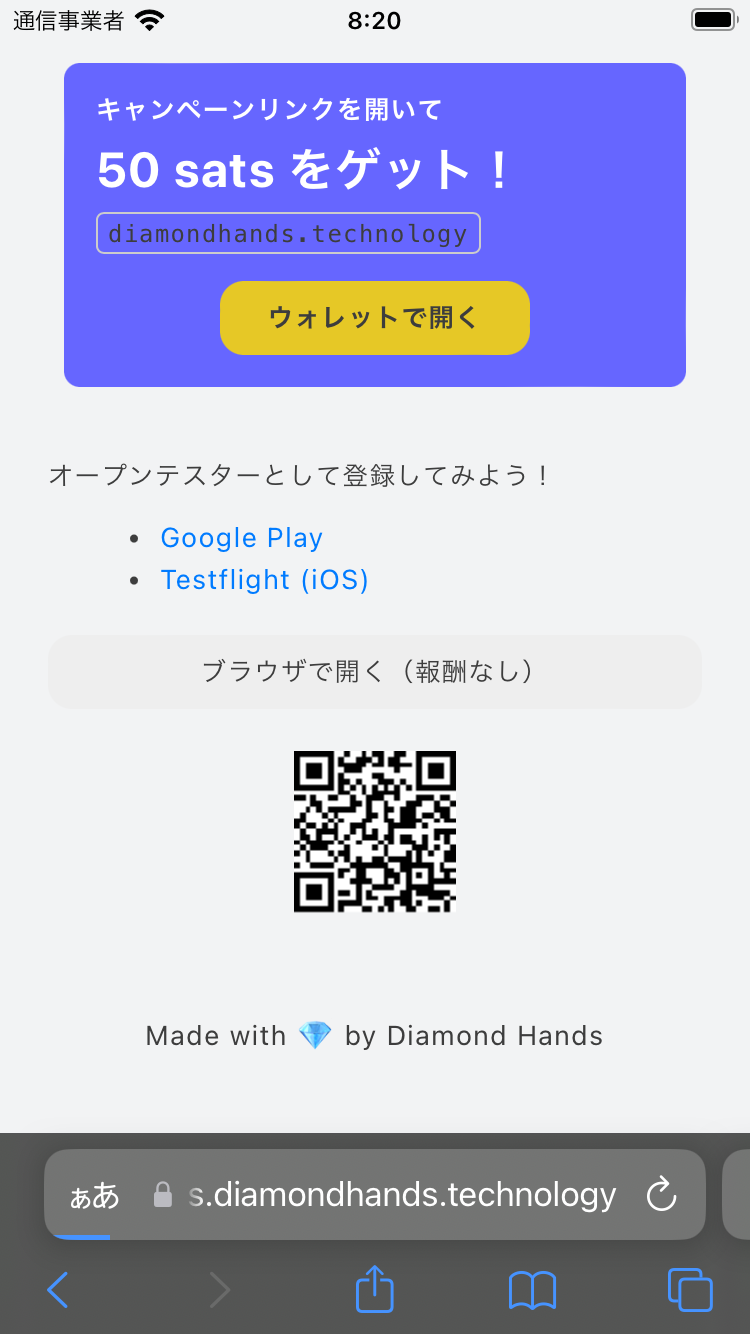 通信事業者 8:20
キャンペーンリンクを開いて
50 sats をゲット！
diamondhands.technology
ウォレットで開く
オープンテスターとして登録してみよう！
• Google Play
• Testflight (iOS)
ブラウザで開く（報酬なし）
Made with 💎 by Diamond Hands
ぁあ s.diamondhands.technology